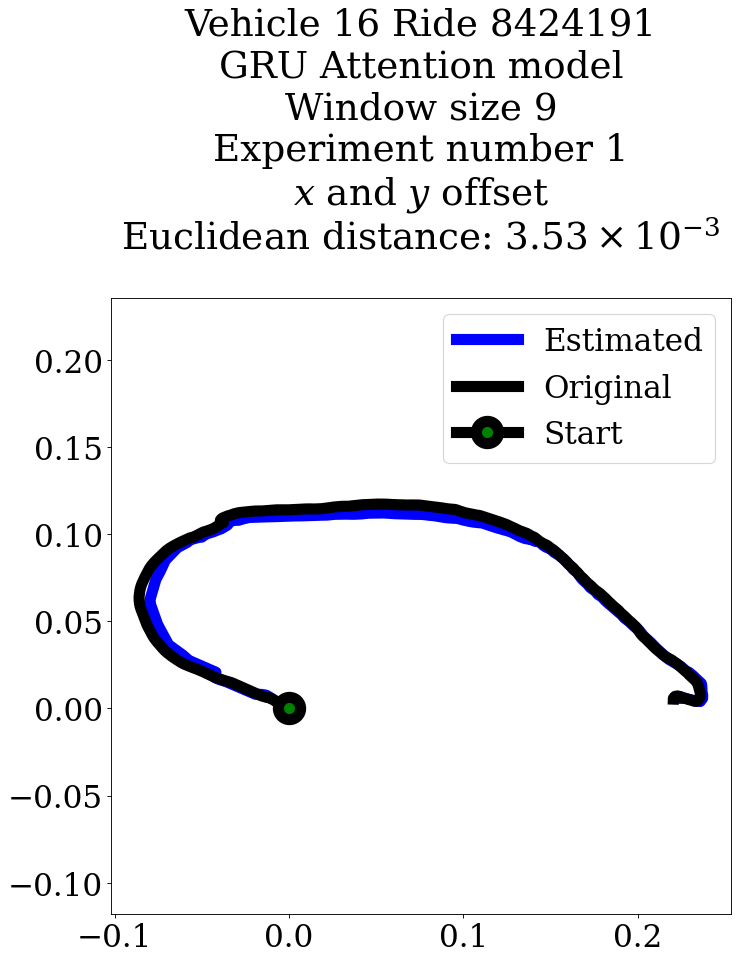 Vehicle 16 Ride 8424191
GRU Attention model
Window size 9
Experiment number 1
x and y offset
Euclidean distance: 3.53 × 10⁻³
Estimated
Original
Start
0.20
0.15
0.10
0.05
0.00
−0.05
−0.10
−0.1 0.0 0.1 0.2